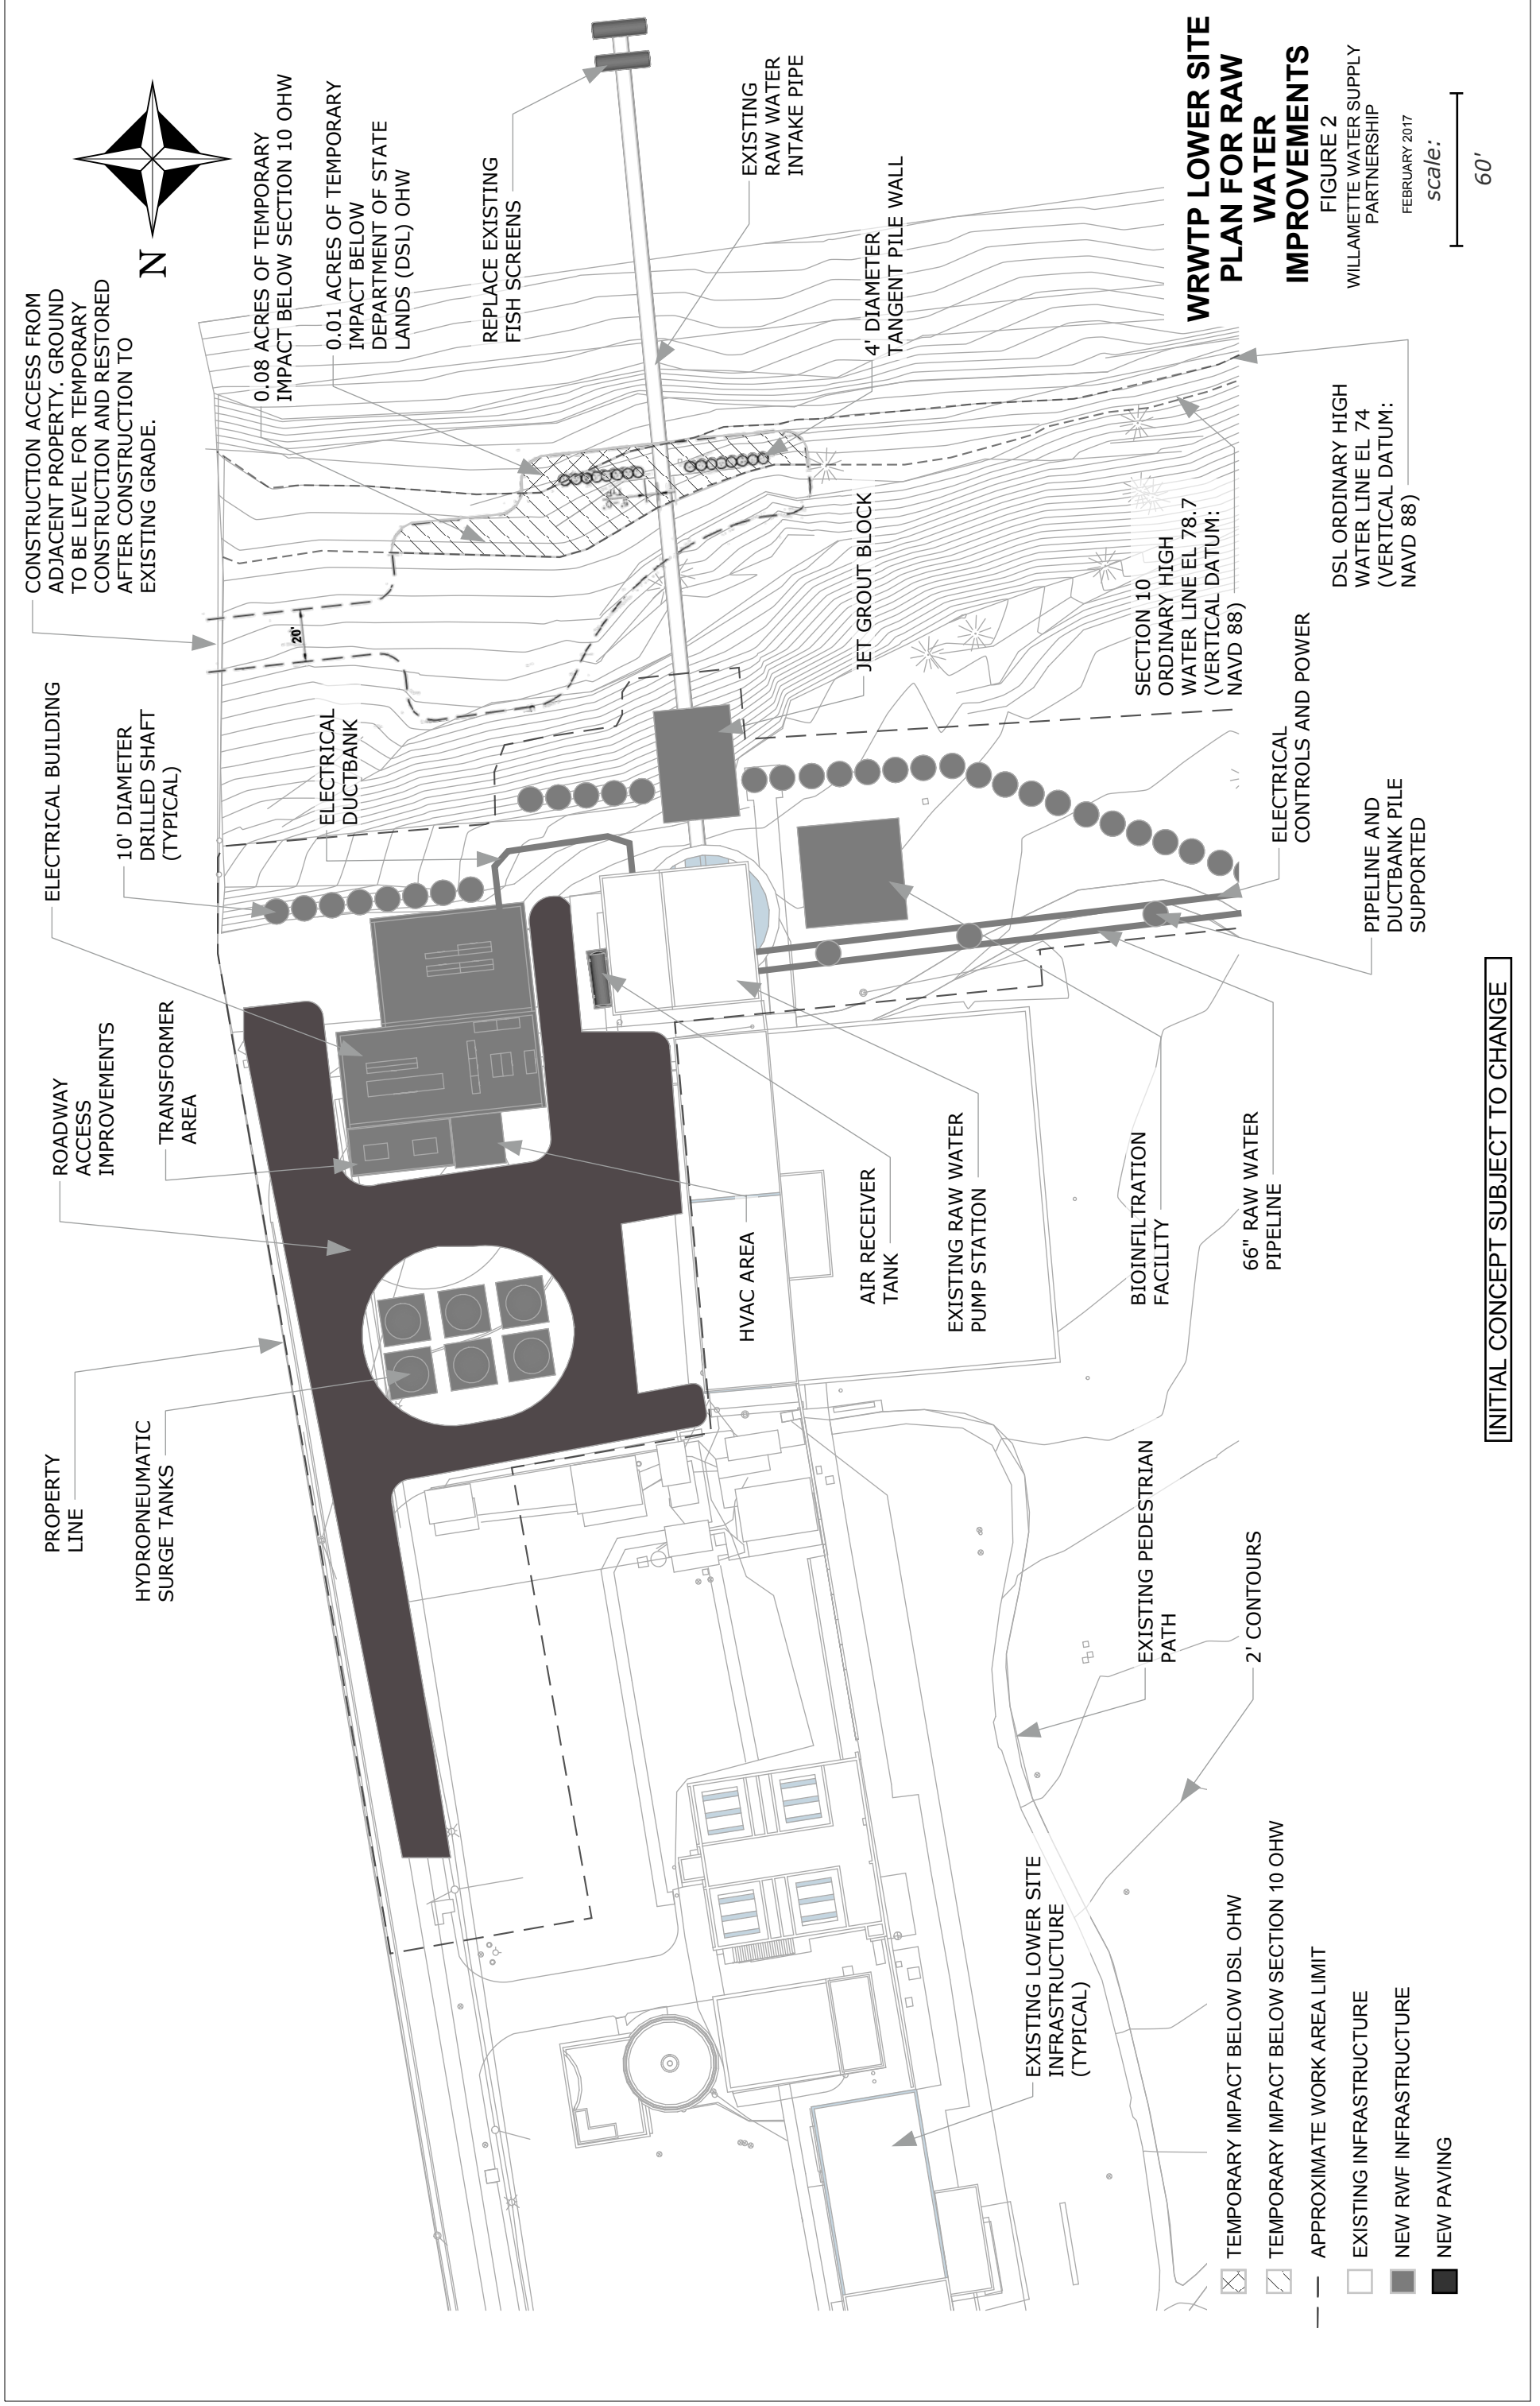 PROPERTY
LINE
HYDROPNEUMATIC
SURGE TANKS
ROADWAY
ACCESS
IMPROVEMENTS
TRANSFORMER
AREA
ELECTRICAL BUILDING
10' DIAMETER
DRILLED SHAFT
(TYPICAL)
ELECTRICAL
DUCTBANK
CONSTRUCTION ACCESS FROM
ADJACENT PROPERTY. GROUND
TO BE LEVEL FOR TEMPORARY
CONSTRUCTION AND RESTORED
AFTER CONSTRUCTION TO
EXISTING GRADE.
20'
N
0.08 ACRES OF TEMPORARY
IMPACT BELOW SECTION 10 OHW
0.01 ACRES OF TEMPORARY
IMPACT BELOW
DEPARTMENT OF STATE
LANDS (DSL) OHW
REPLACE EXISTING
FISH SCREENS
EXISTING
RAW WATER
INTAKE PIPE
4' DIAMETER
TANGENT PILE WALL
JET GROUT BLOCK
HVAC AREA
AIR RECEIVER
TANK
EXISTING RAW WATER
PUMP STATION
BIOINFILTRATION
FACILITY
66" RAW WATER
PIPELINE
SECTION 10
ORDINARY HIGH
WATER LINE EL 78.7
(VERTICAL DATUM:
NAVD 88)
DSL ORDINARY HIGH
WATER LINE EL 74
(VERTICAL DATUM:
NAVD 88)
ELECTRICAL
CONTROLS AND POWER
PIPELINE AND
DUCTBANK PILE
SUPPORTED
EXISTING PEDESTRIAN
PATH
2' CONTOURS
EXISTING LOWER SITE
INFRASTRUCTURE
(TYPICAL)
TEMPORARY IMPACT BELOW DSL OHW
TEMPORARY IMPACT BELOW SECTION 10 OHW
APPROXIMATE WORK AREA LIMIT
EXISTING INFRASTRUCTURE
NEW RWF INFRASTRUCTURE
NEW PAVING
INITIAL CONCEPT SUBJECT TO CHANGE
WRWTP LOWER SITE
PLAN FOR RAW
WATER
IMPROVEMENTS
FIGURE 2
WILLAMETTE WATER SUPPLY
PARTNERSHIP
FEBRUARY 2017
scale:
60'